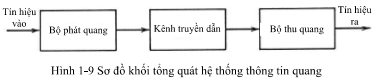 Tín hiệu
vào
Bộ phát quang
Kênh truyền dẫn
Bộ thu quang
Tín hiệu
ra
Hình 1-9 Sơ đồ khối tổng quát hệ thống thông tin quang